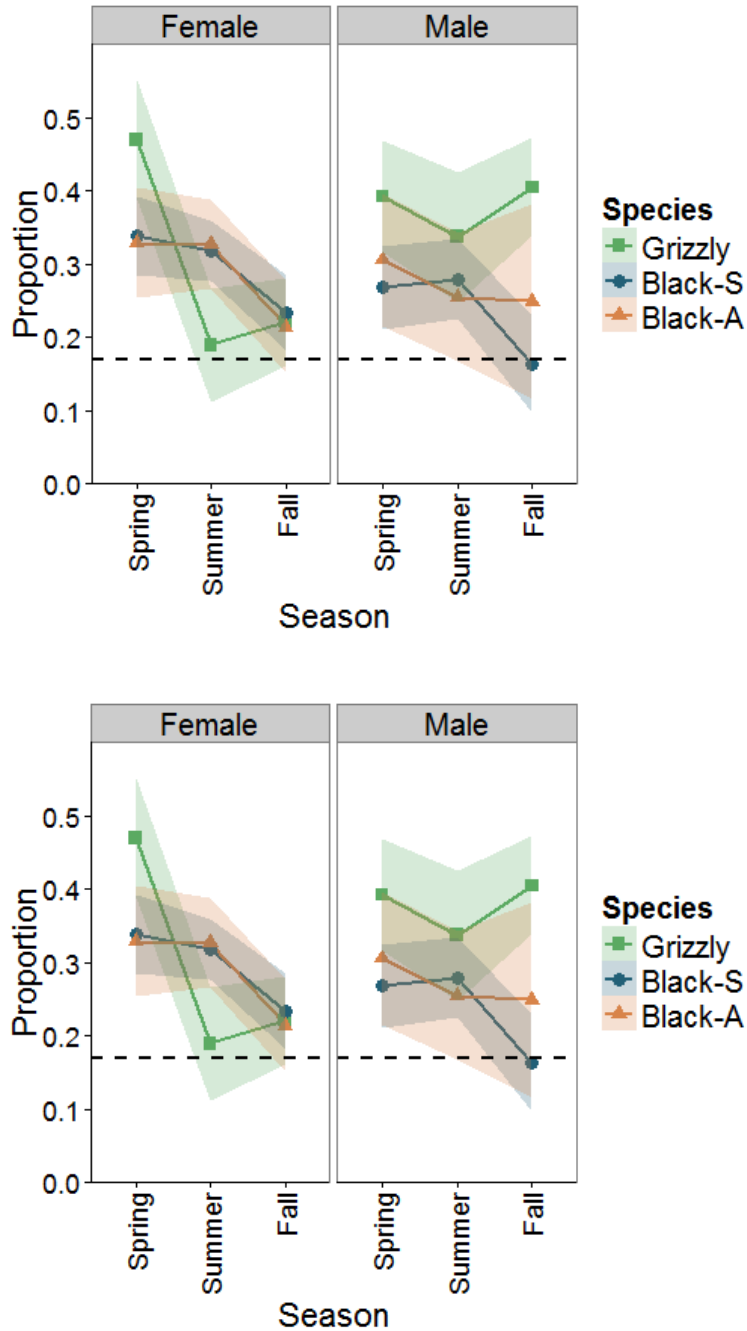 Female Male
0.5
0.4
0.3
0.2
0.1
0.0
Proportion
Spring Summer Fall Spring Summer Fall
Season
Species
Grizzly
Black-S
Black-A
Female Male
0.5
0.4
0.3
0.2
0.1
0.0
Proportion
Spring Summer Fall Spring Summer Fall
Season
Species
Grizzly
Black-S
Black-A